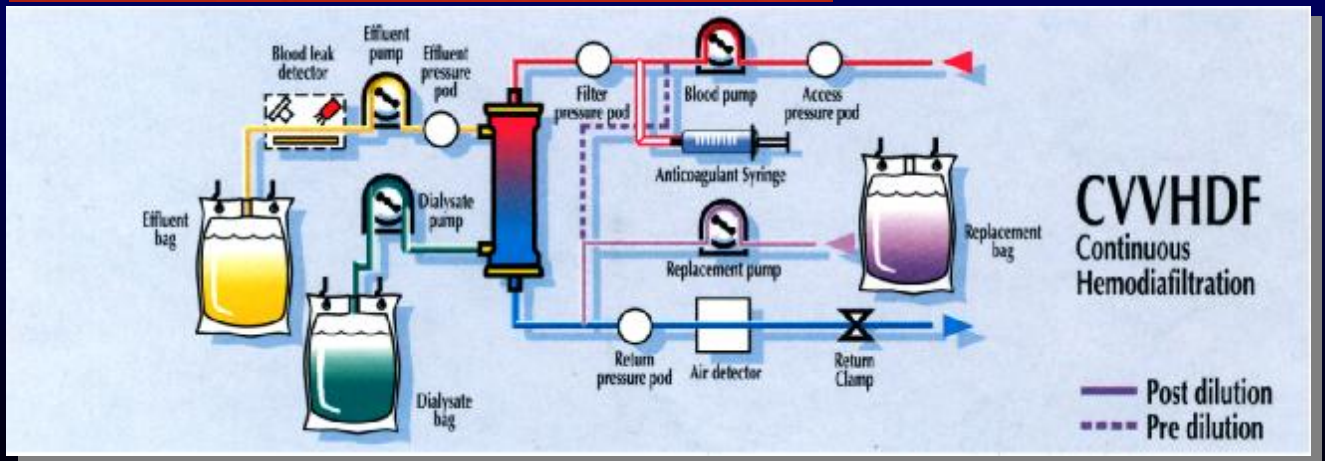 Blood leak
detector
Effluent
pump
Effluent
pressure
pod
Filter
pressure pod
Blood pump
Access
pressure pod
Anticoagulant Syringe
Effluent
bag
Dialysate
pump
Replacement pump
Replacement
bag
Dialysate
bag
Return
pressure pod
Air detector
Return
Clamp
CVVHDF
Continuous
Hemodiafiltration
Post dilution
Pre dilution